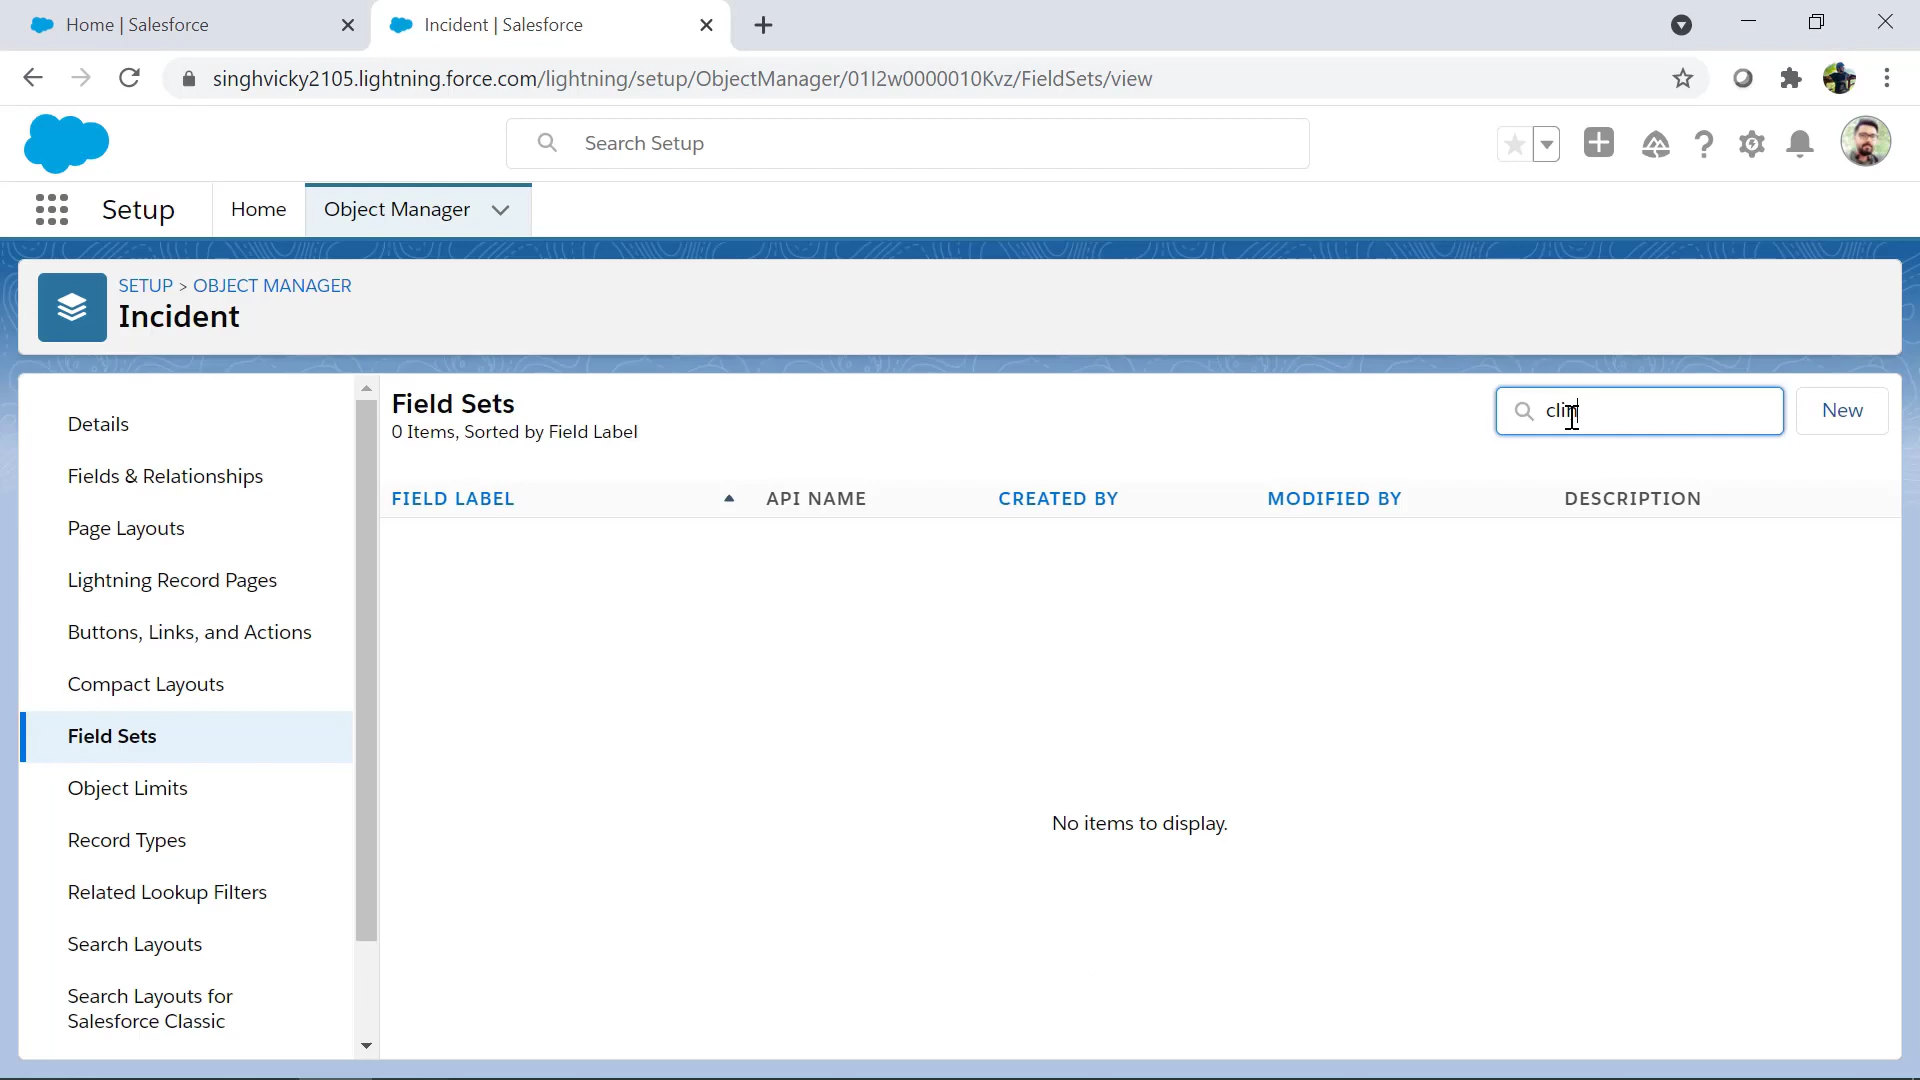 Home | Salesforce
Incident | Salesforce
singhvicky2105.lightning.force.com/lightning/setup/ObjectManager/01I2w0000010Kvz/FieldSets/view
Search Setup
Setup
Home
Object Manager
SETUP > OBJECT MANAGER
Incident
Details
Fields & Relationships
Page Layouts
Lightning Record Pages
Buttons, Links, and Actions
Compact Layouts
Field Sets
Object Limits
Record Types
Related Lookup Filters
Search Layouts
Search Layouts for
Salesforce Classic
Field Sets
0 Items, Sorted by Field Label
New
FIELD LABEL
API NAME
CREATED BY
MODIFIED BY
DESCRIPTION
No items to display.